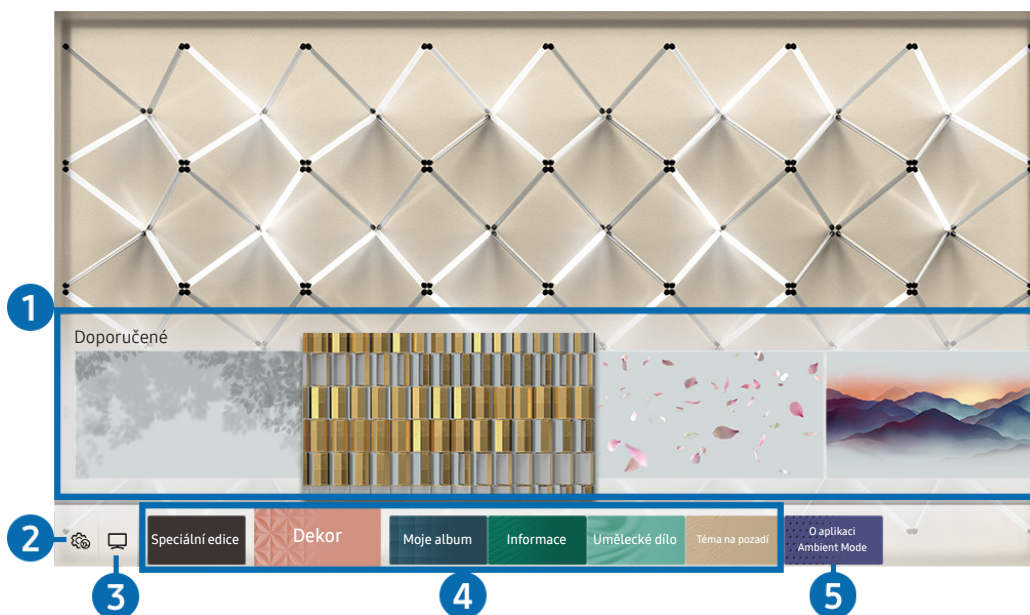 1
Doporučené
2
3
Speciální edice
Dekor
Moje album
Informace
Umělecké dílo
Téma na pozadí
O aplikaci
Ambient Mode
4
5